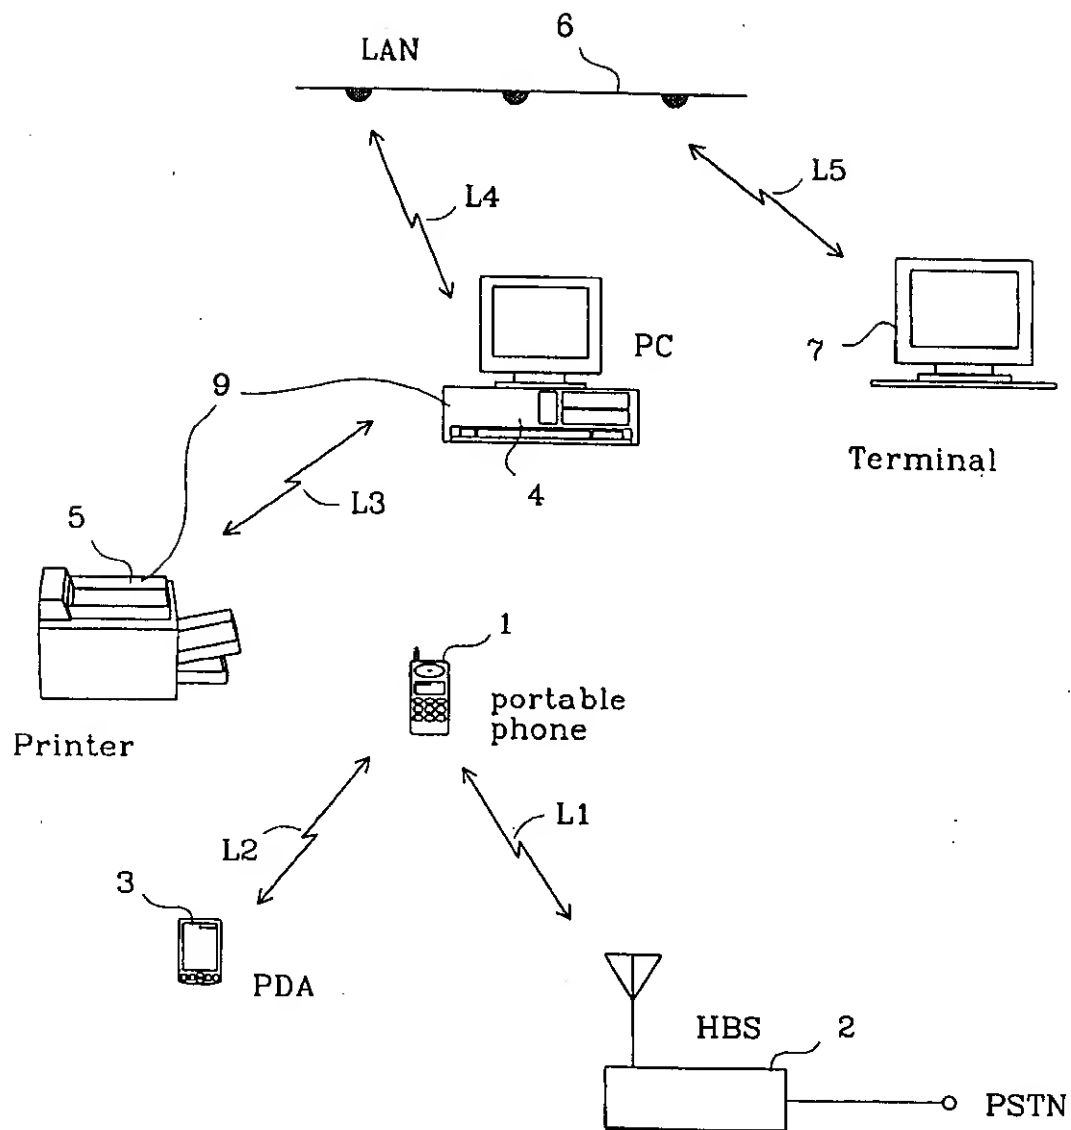 LAN
6
L4
L5
PC
7
9
Terminal
4
L3
5
1
portable
phone
Printer
L2
L1
3
PDA
HBS
2
PSTN